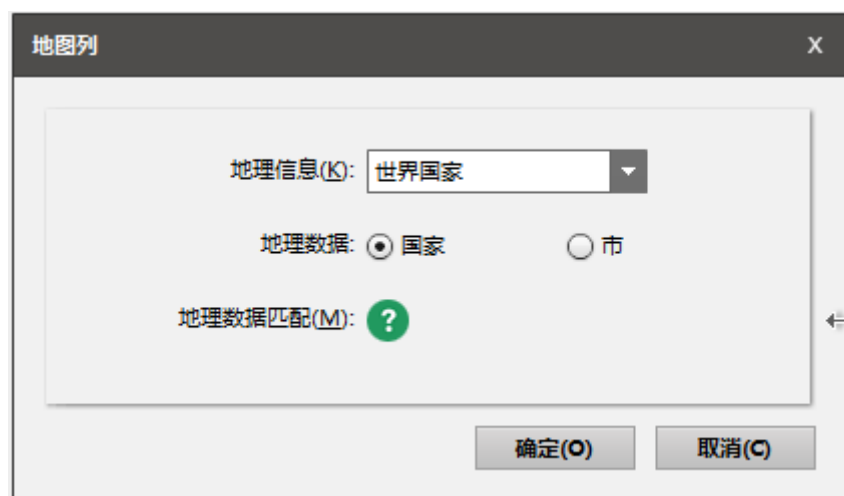 地图列 X
地理信息(K): 世界国家
地理数据: 国家 市
地理数据匹配(M): ?
确定(O) 取消(C)